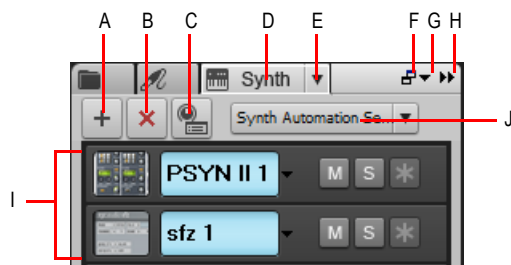 A B C D E F G H
Synth
Synth Automation Se...
J
I
PSYN II 1
M S
sfz 1
M S